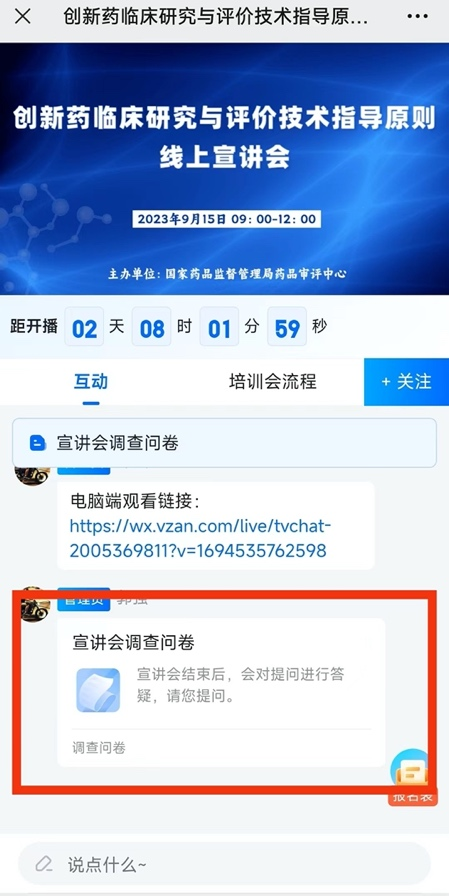 创新药临床研究与评价技术指导原...
创新药临床研究与评价技术指导原则
线上宣讲会
2023年9月15日 09：00-12：00
主办单位：国家药品监督管理局药品审评中心
距开播 02 天 08 时 01 分 59 秒
互动 培训会流程 + 关注
宣讲会调查问卷
电脑端观看链接：
https://wx.vzan.com/live/tvchat-
2005369811?v=1694535762598
管理员 郭强
宣讲会调查问卷
宣讲会结束后，会对提问进行答
疑，请您提问。
调查问卷
报名表
说点什么~